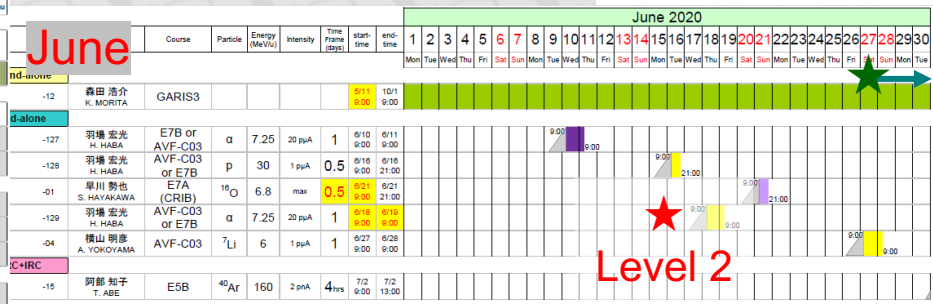 June 2020
June
Course Particle Energy (MeV/u) Intensity Time Frame (days) start-time end-time 1 2 3 4 5 6 7 8 9 10 11 12 13 14 15 16 17 18 19 20 21 22 23 24 25 26 27 28 29 30
Mon Tue Wed Thu Fri Sat Sun Mon Tue Wed Thu Fri Sat Sun Mon Tue Wed Thu Fri Sat Sun Mon Tue Wed Thu Fri Sat Sun Mon Tue
nd-alone
-12 森田 浩介 K. MORITA GARIS3 5/11 9:00 10/1 9:00
d-alone
-127 羽場 宏光 H. HABA E7B or AVF-C03 α 7.25 20 pμA 1 6/10 9:00 6/11 9:00 9:00 9:00
-128 羽場 宏光 H. HABA AVF-C03 or E7B p 30 1 pμA 0.5 6/16 9:00 6/16 21:00 9:00 21:00
-01 早川 勢也 S. HAYAKAWA E7A (CRIB) 16O 6.8 max 0.5 6/21 9:00 6/21 21:00 9:00 21:00
-129 羽場 宏光 H. HABA AVF-C03 or E7B α 7.25 20 pμA 1 6/18 9:00 6/19 9:00 9:00 9:00
-04 横山 明彦 A. YOKOYAMA AVF-C03 7Li 6 1 pμA 1 6/27 9:00 6/28 9:00 9:00 9:00
Level 2
C+IRC
-15 阿部 知子 T. ABE E5B 40Ar 160 2 pnA 4hrs 7/2 9:00 7/2 13:00